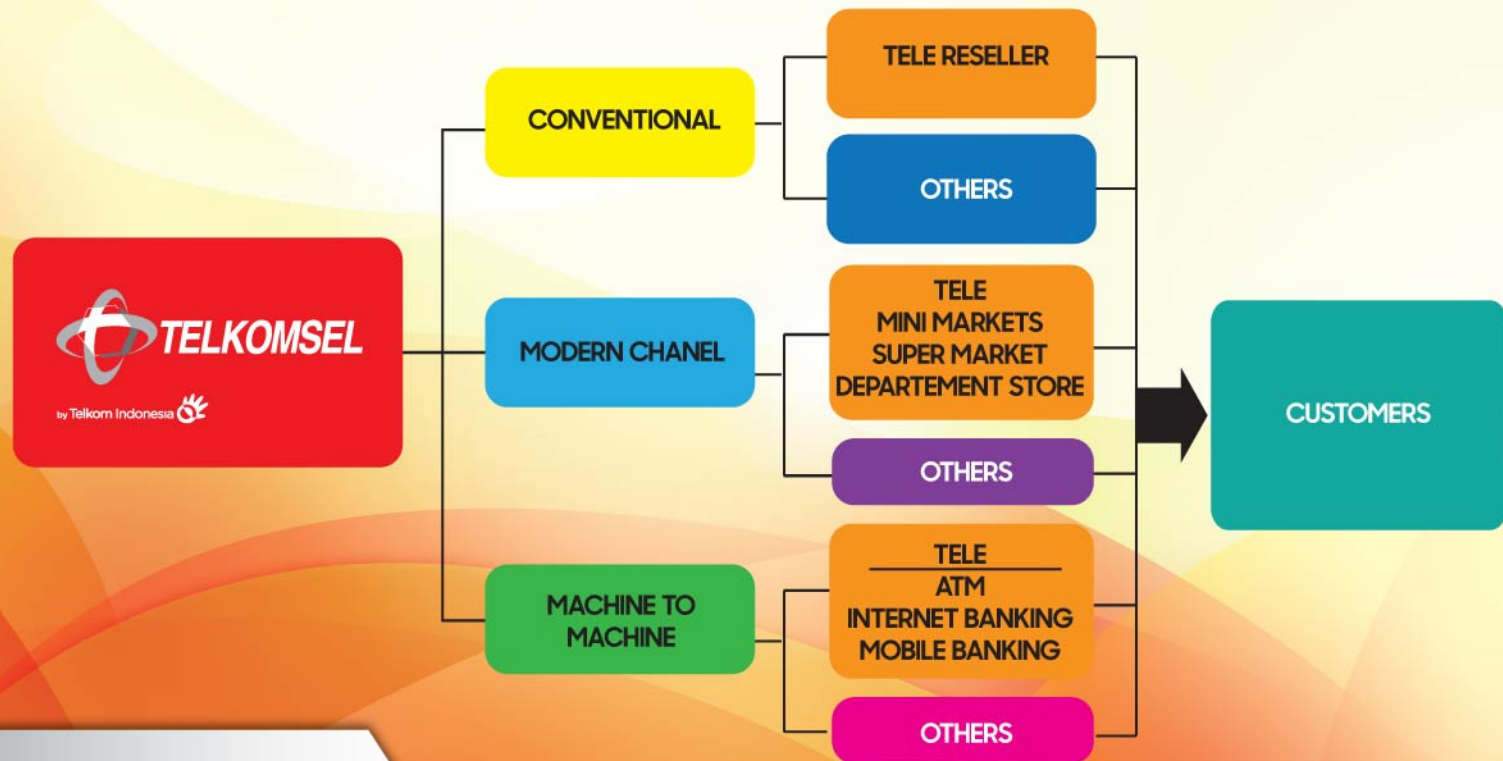 TELKOMSEL
by Telkom Indonesia
CONVENTIONAL
TELE RESELLER
OTHERS
MODERN CHANEL
TELE
MINI MARKETS
SUPER MARKET
DEPARTEMENT STORE
OTHERS
MACHINE TO
MACHINE
TELE
ATM
INTERNET BANKING
MOBILE BANKING
OTHERS
CUSTOMERS